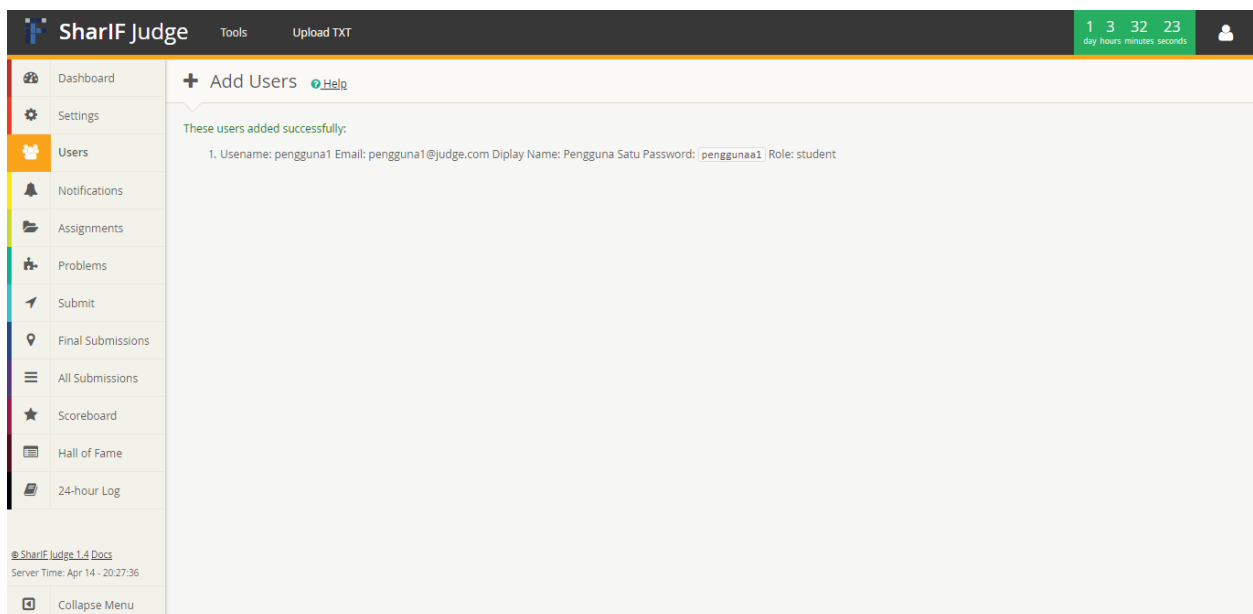 SharIF Judge Tools Upload TXT
1 3 32 23
day hours minutes seconds
Dashboard
Settings
Users
Notifications
Assignments
Problems
Submit
Final Submissions
All Submissions
Scoreboard
Hall of Fame
24-hour Log
© SharIF Judge 1.4 Docs
Server Time: Apr 14 - 20:27:36
Collapse Menu
Add Users Help
These users added successfully:
1. Usename: pengguna1 Email: pengguna1@judge.com Diplay Name: Pengguna Satu Password: penggunaa1 Role: student